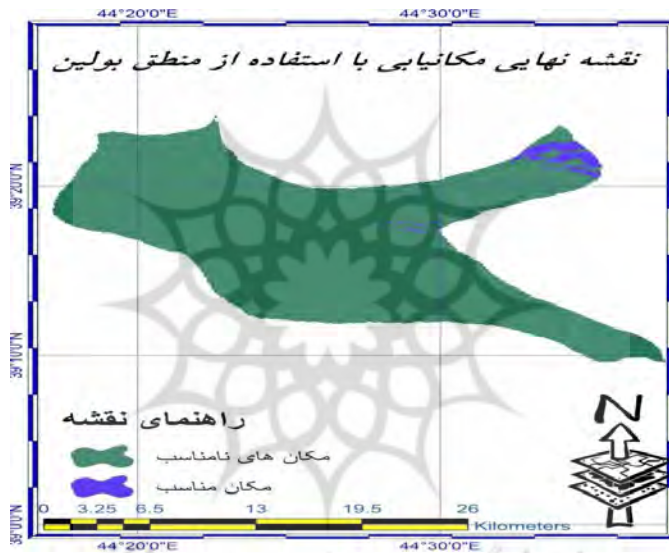 44°20'0"E 44°30'0"E
نقشه نهایی مکانیابی با استفاده از منطق بولین
39°20'0"N
39°10'0"N
39°0'0"N
راهنمای نقشه
مکان های نامناسب
مکان مناسب
N
0 3.25 6.5 13 19.5 26
Kilometers
44°20'0"E 44°30'0"E